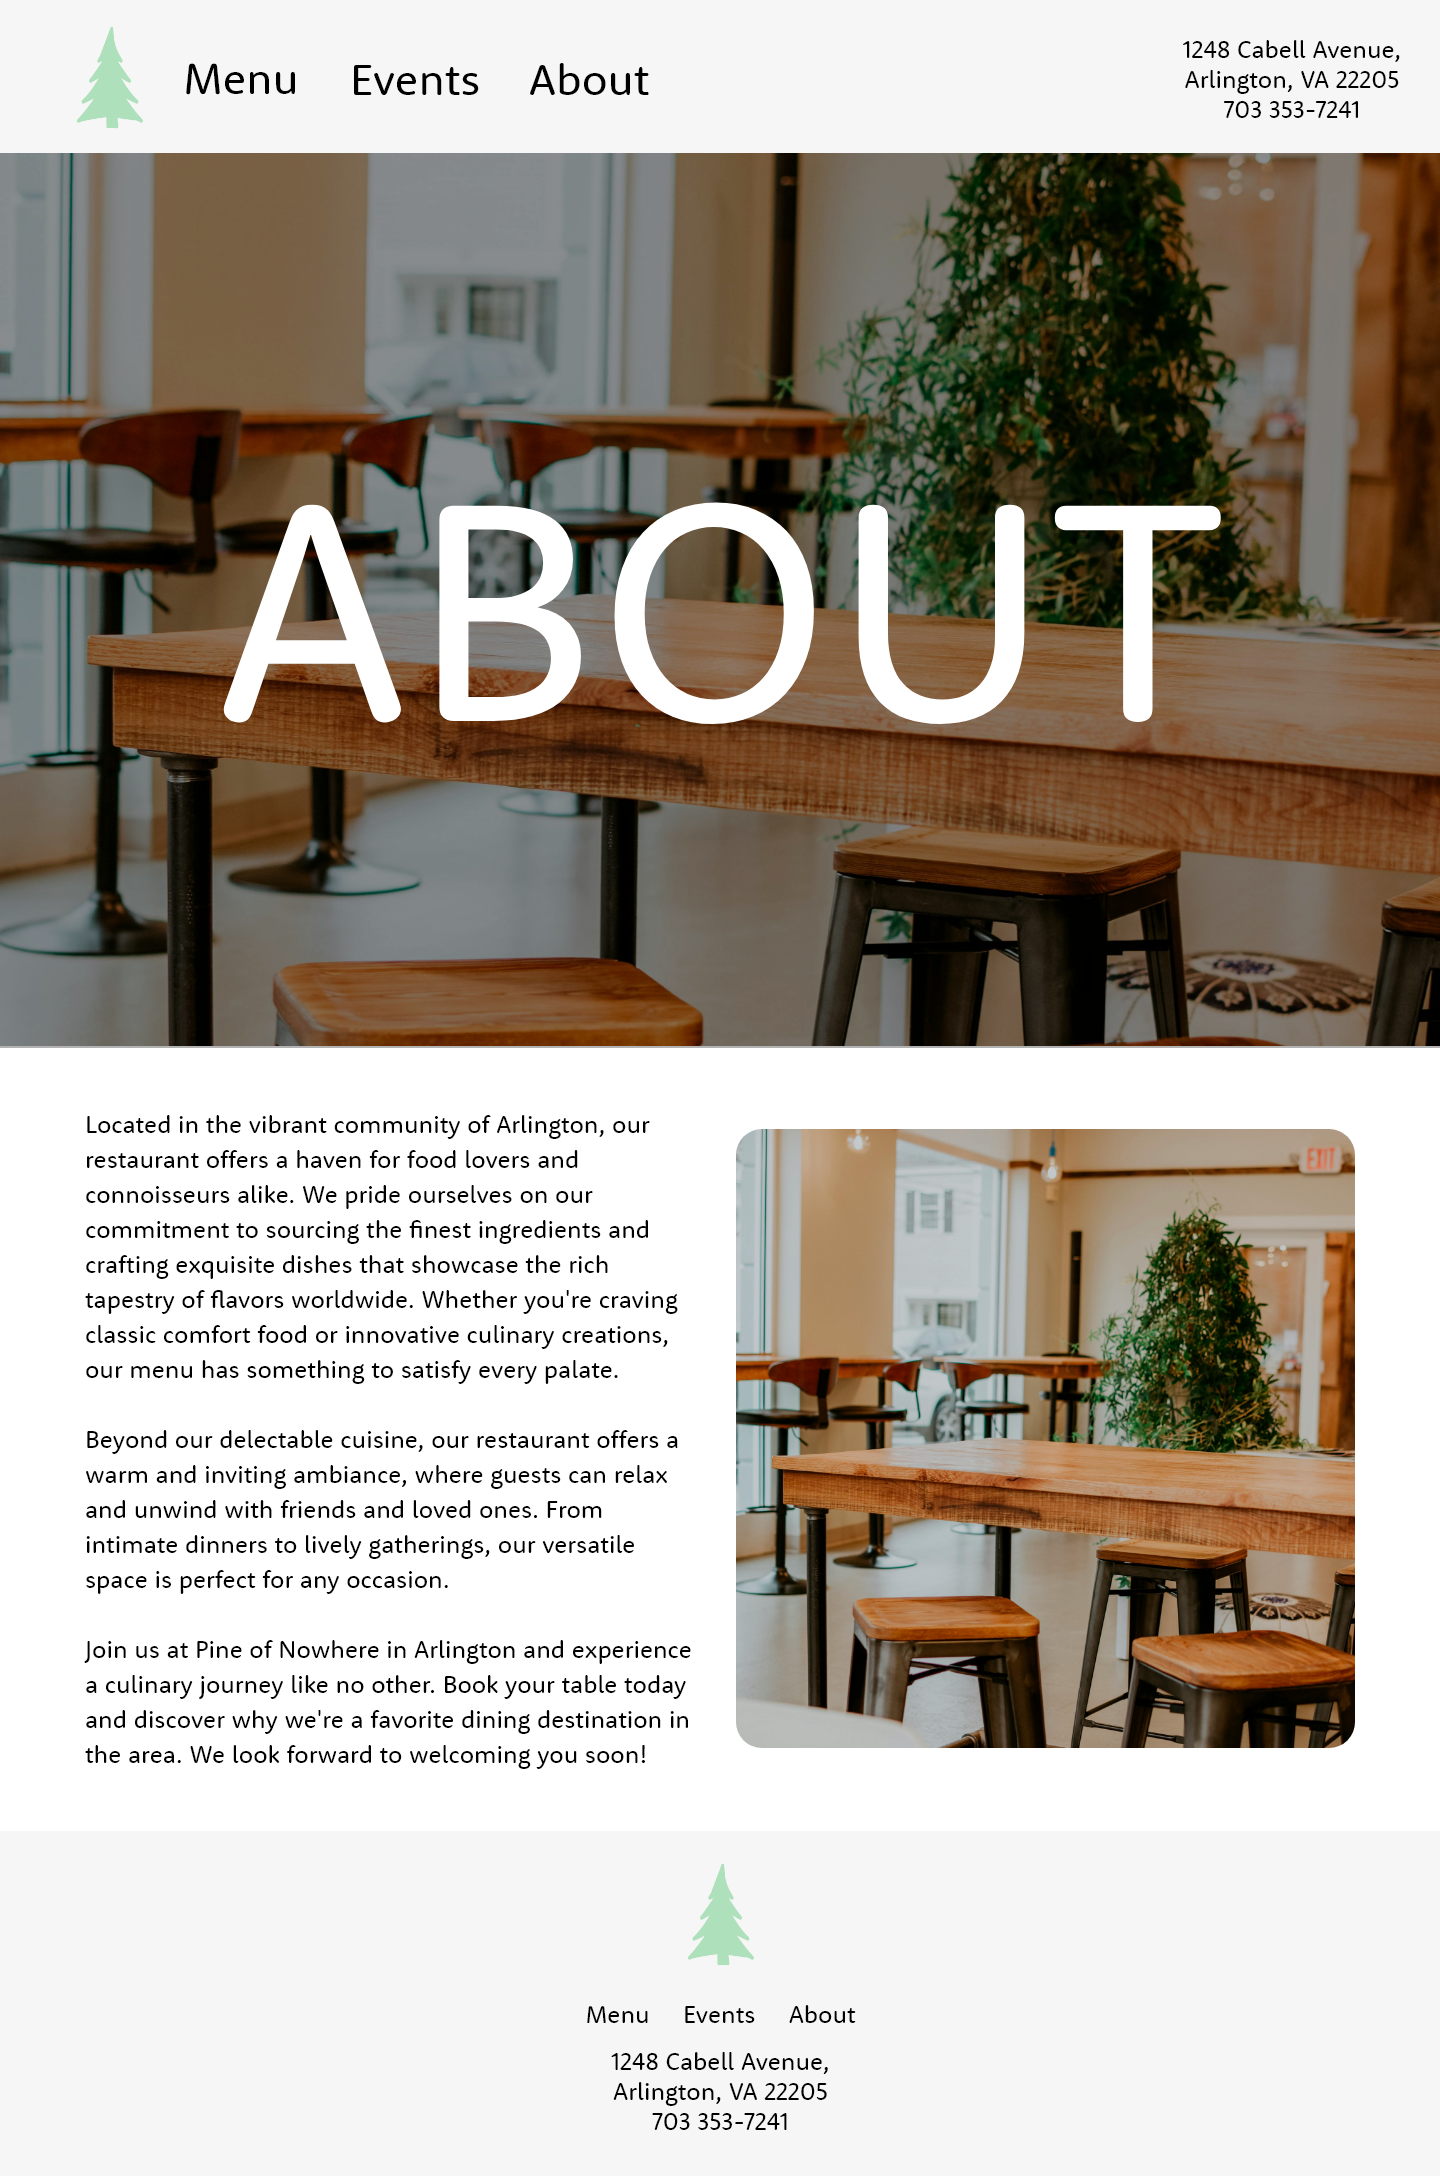 Menu Events About
1248 Cabell Avenue,
Arlington, VA 22205
703 353-7241
ABOUT
Located in the vibrant community of Arlington, our
restaurant offers a haven for food lovers and
connoisseurs alike. We pride ourselves on our
commitment to sourcing the finest ingredients and
crafting exquisite dishes that showcase the rich
tapestry of flavors worldwide. Whether you're craving
classic comfort food or innovative culinary creations,
our menu has something to satisfy every palate.
Beyond our delectable cuisine, our restaurant offers a
warm and inviting ambiance, where guests can relax
and unwind with friends and loved ones. From
intimate dinners to lively gatherings, our versatile
space is perfect for any occasion.
Join us at Pine of Nowhere in Arlington and experience
a culinary journey like no other. Book your table today
and discover why we're a favorite dining destination in
the area. We look forward to welcoming you soon!
EXIT
Menu Events About
1248 Cabell Avenue,
Arlington, VA 22205
703 353-7241